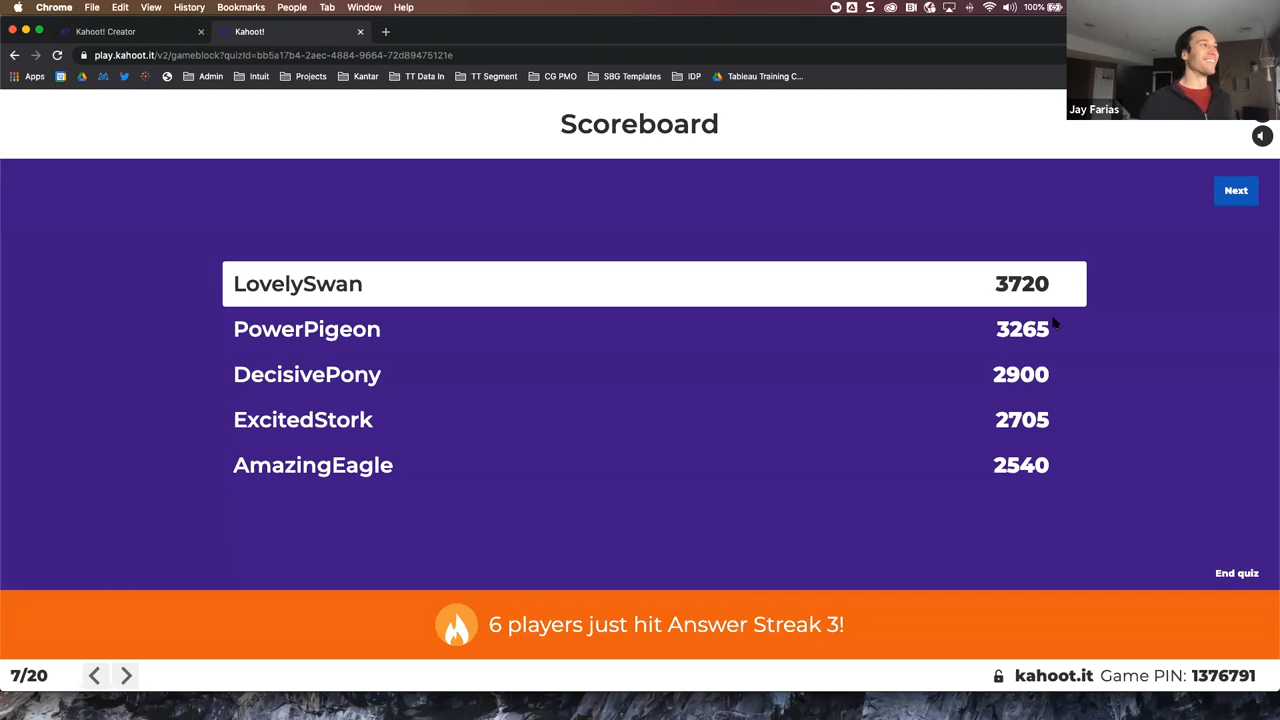 Chrome File Edit View History Bookmarks People Tab Window Help 100%
Kahoot! Creator Kahoot!
play.kahoot.it/v2/gameblock?quizId=bb5a17b4-2aec-4884-9664-72d89475121e
Apps Admin Intuit Projects Kantar TT Data In TT Segment CG PMO SBG Templates IDP Tableau Training C...
Jay Farias
Scoreboard
Next
LovelySwan 3720
PowerPigeon 3265
DecisivePony 2900
ExcitedStork 2705
AmazingEagle 2540
End quiz
6 players just hit Answer Streak 3!
7/20 kahoot.it Game PIN: 1376791